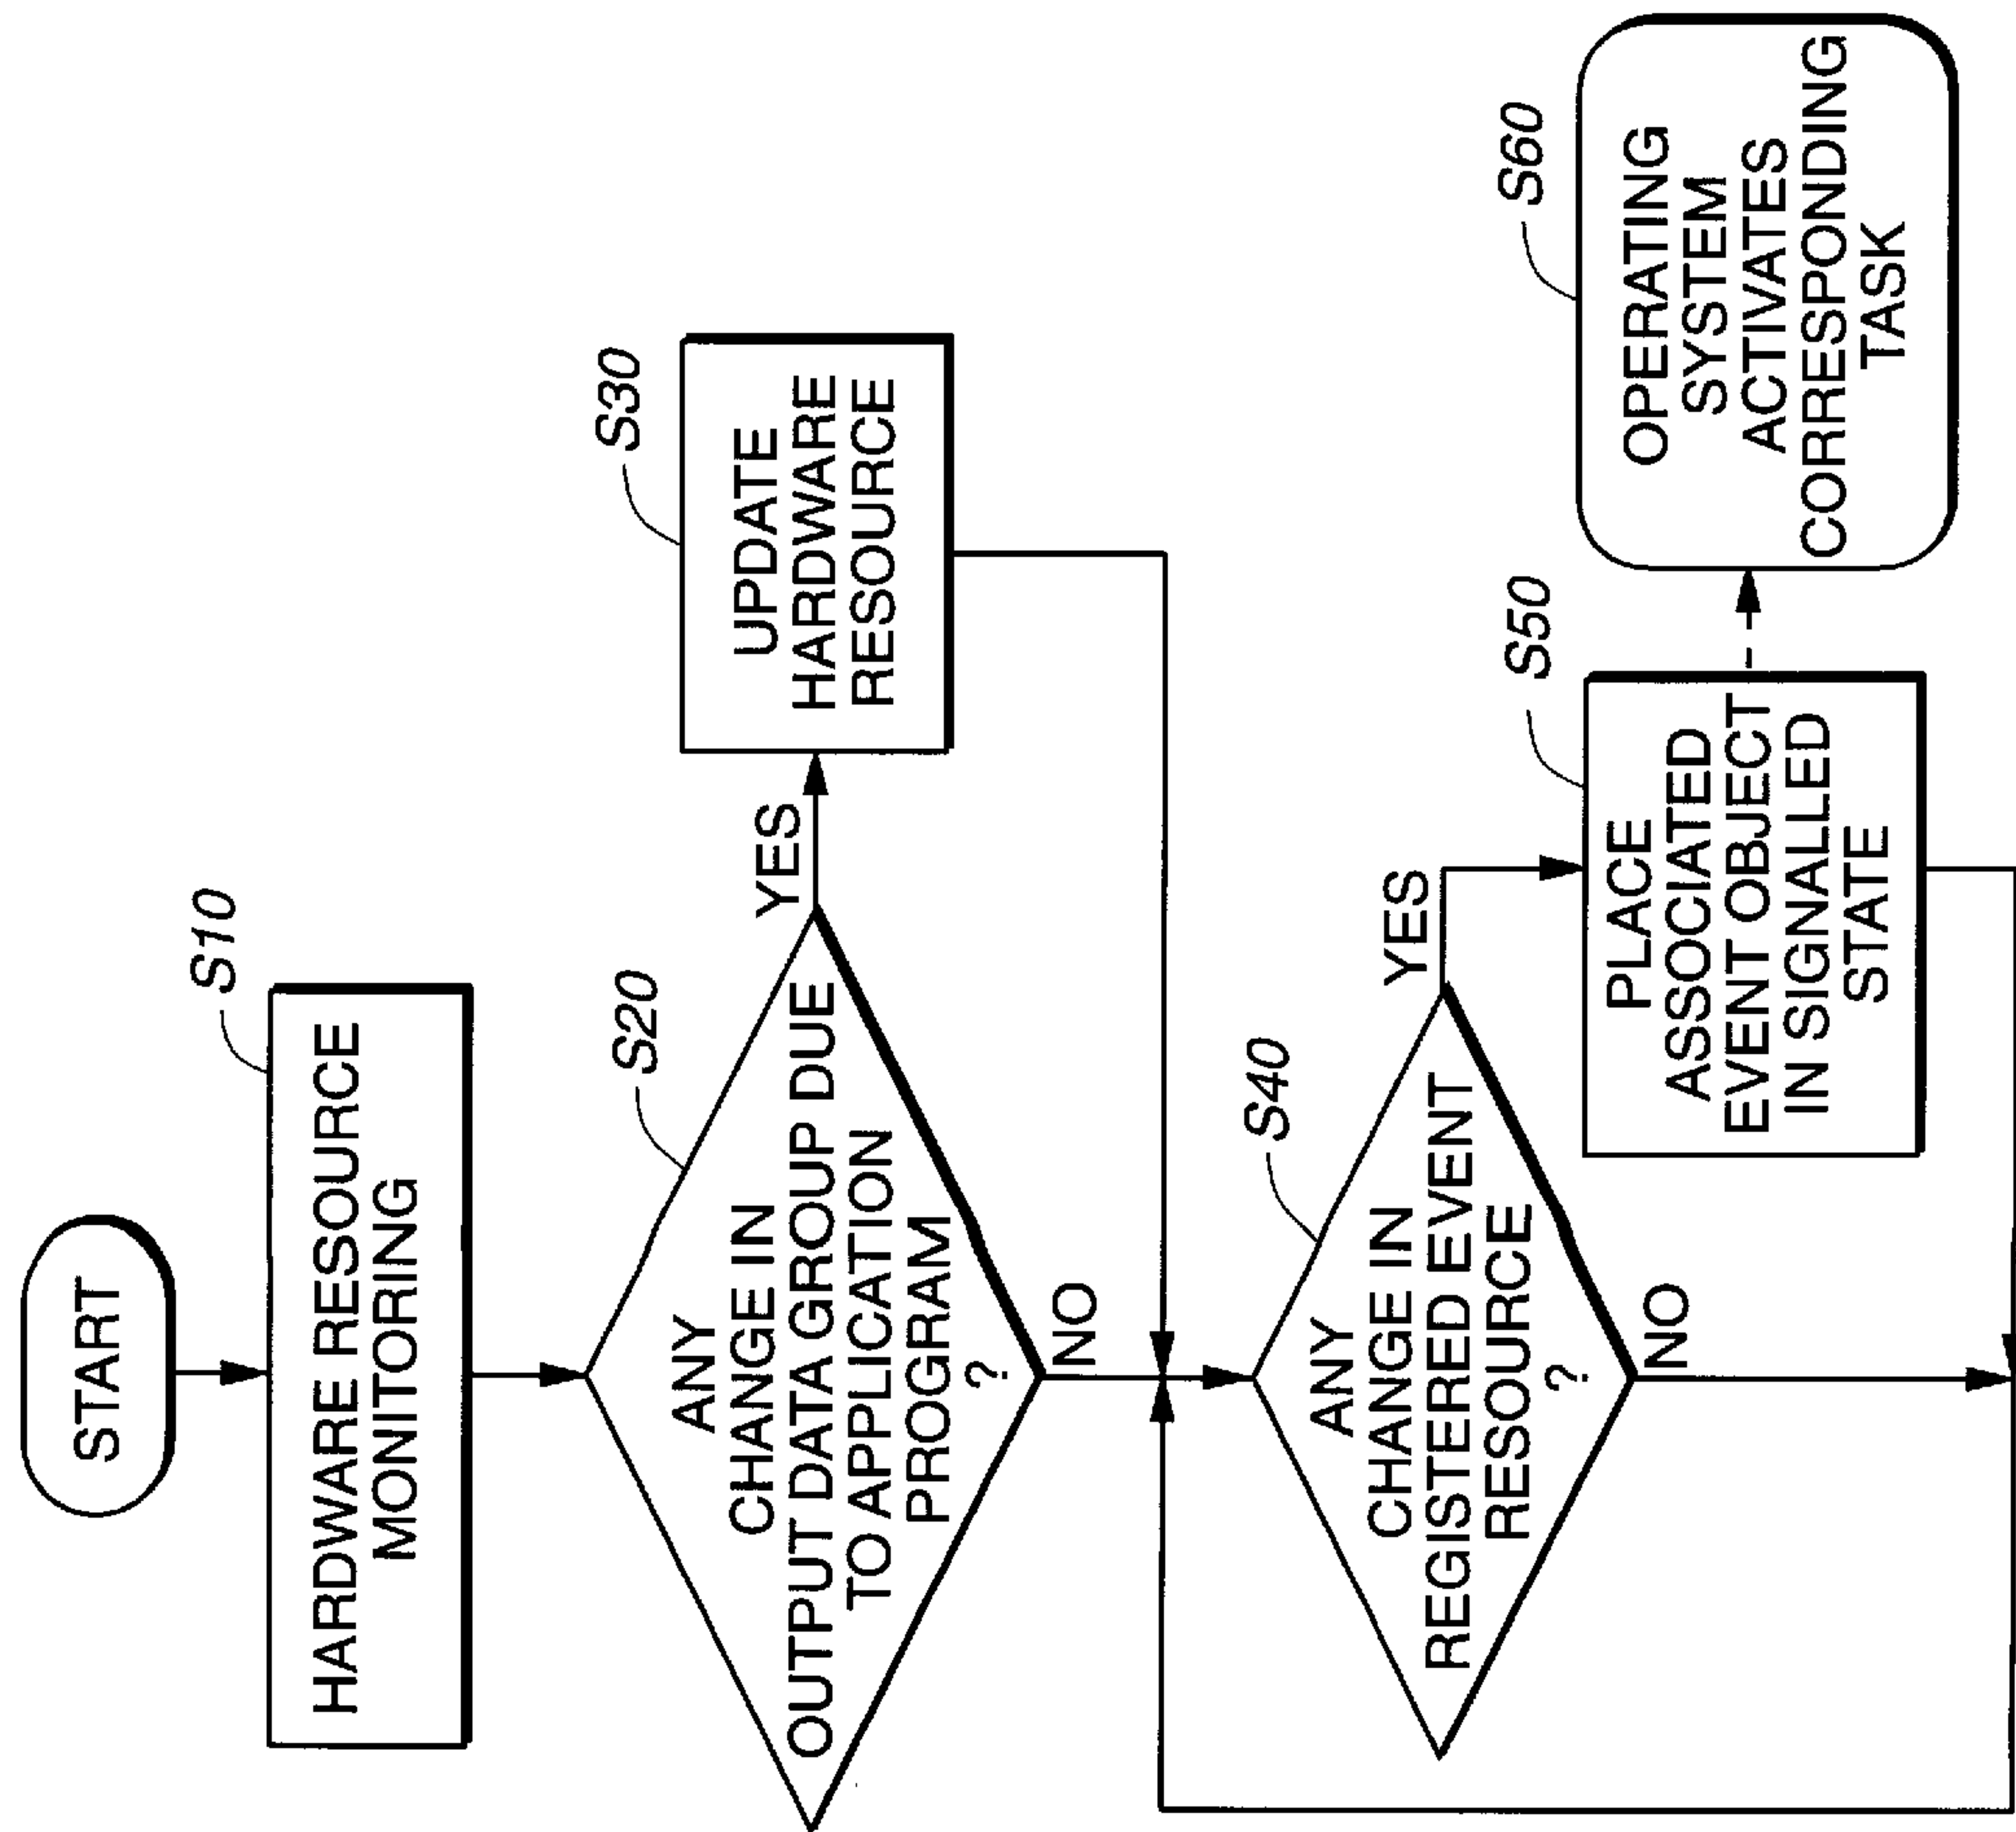 START
S10
HARDWARE RESOURCE
MONITORING
S20
ANY
CHANGE IN
OUTPUT DATA GROUP DUE
TO APPLICATION
PROGRAM
?
YES
NO
S30
UPDATE
HARDWARE
RESOURCE
S40
ANY
CHANGE IN
REGISTERED EVENT
RESOURCE
?
YES
NO
S50
PLACE
ASSOCIATED
EVENT OBJECT
IN SIGNALLED
STATE
S60
OPERATING
SYSTEM
ACTIVATES
CORRESPONDING
TASK